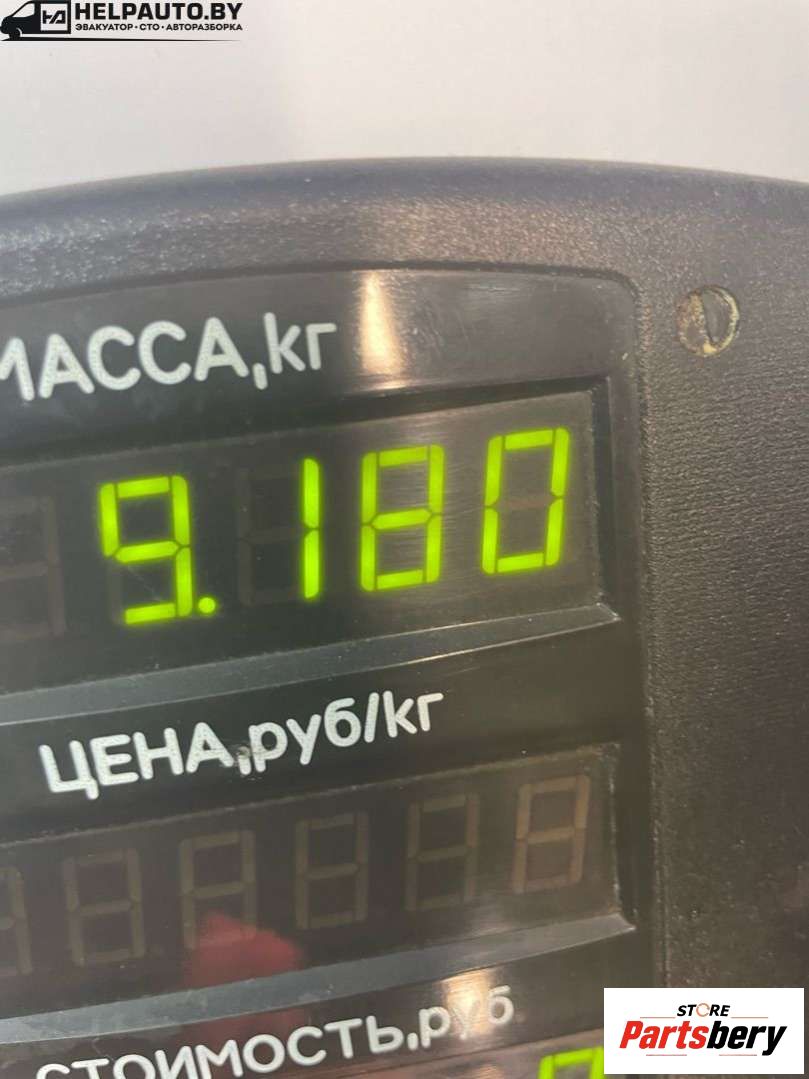 HELPAUTO.BY
ЭВАКУАТОР • СТО • АВТОРАЗБОРКА
МАССА,кг
9.180
ЦЕНА,руб/кг
СТОИМОСТЬ,руб
STORE
Partsbery